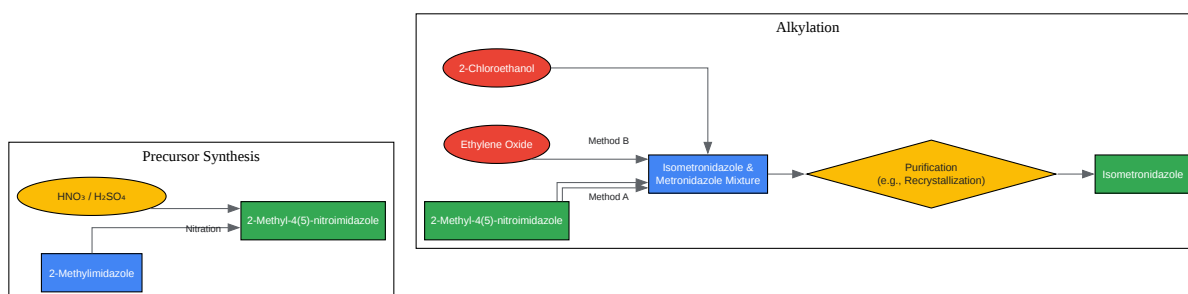 Precursor Synthesis
HNO₃ / H₂SO₄
2-Methyl-4(5)-nitroimidazole
Nitration
2-Methylimidazole
Alkylation
2-Chloroethanol
Ethylene Oxide
Method B
Isometronidazole &
Metronidazole Mixture
Method A
2-Methyl-4(5)-nitroimidazole
Purification
(e.g., Recrystallization)
Isometronidazole